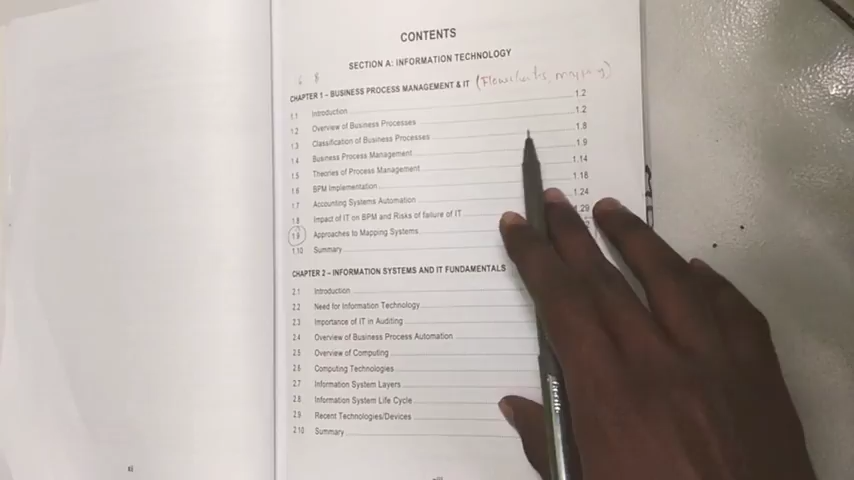 CONTENTS
SECTION A: INFORMATION TECHNOLOGY
6 8
CHAPTER 1 – BUSINESS PROCESS MANAGEMENT & IT (Flowcharts, mapping)
1.1 Introduction 1.2
1.2 Overview of Business Processes 1.2
1.3 Classification of Business Processes 1.8
1.4 Business Process Management 1.9
1.5 Theories of Process Management 1.14
1.6 BPM Implementation 1.18
1.7 Accounting Systems Automation 1.24
1.8 Impact of IT on BPM and Risks of failure of IT 1.29
1.9 Approaches to Mapping Systems
1.10 Summary
CHAPTER 2 – INFORMATION SYSTEMS AND IT FUNDAMENTALS
2.1 Introduction
2.2 Need for Information Technology
2.3 Importance of IT in Auditing
2.4 Overview of Business Process Automation
2.5 Overview of Computing
2.6 Computing Technologies
2.7 Information System Layers
2.8 Information System Life Cycle
2.9 Recent Technologies/Devices
2.10 Summary